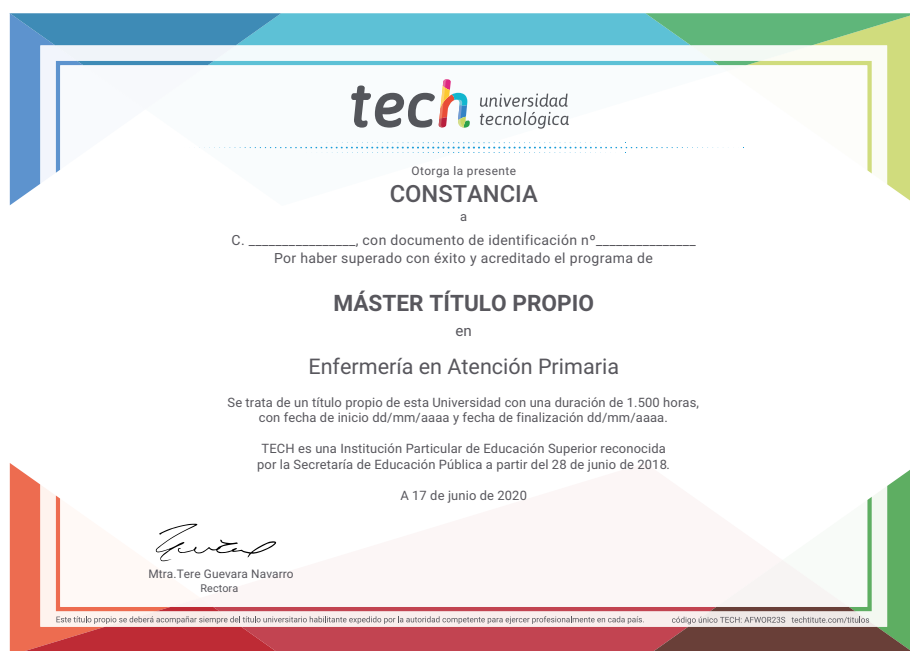 tech universidad
tecnológica
Otorga la presente
CONSTANCIA
a
C. ________________, con documento de identificación nº_______________
Por haber superado con éxito y acreditado el programa de
MÁSTER TÍTULO PROPIO
en
Enfermería en Atención Primaria
Se trata de un título propio de esta Universidad con una duración de 1.500 horas,
con fecha de inicio dd/mm/aaaa y fecha de finalización dd/mm/aaaa.
TECH es una Institución Particular de Educación Superior reconocida
por la Secretaría de Educación Pública a partir del 28 de junio de 2018.
A 17 de junio de 2020
Mtra.Tere Guevara Navarro
Rectora
Este título propio se deberá acompañar siempre del título universitario habilitante expedido por la autoridad competente para ejercer profesionalmente en cada país. código único TECH: AFWOR23S techtitute.com/titulos